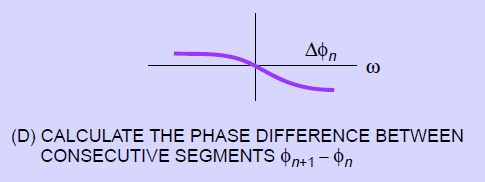 Δϕn
ω
(D) CALCULATE THE PHASE DIFFERENCE BETWEEN
CONSECUTIVE SEGMENTS ϕn+1 – ϕn